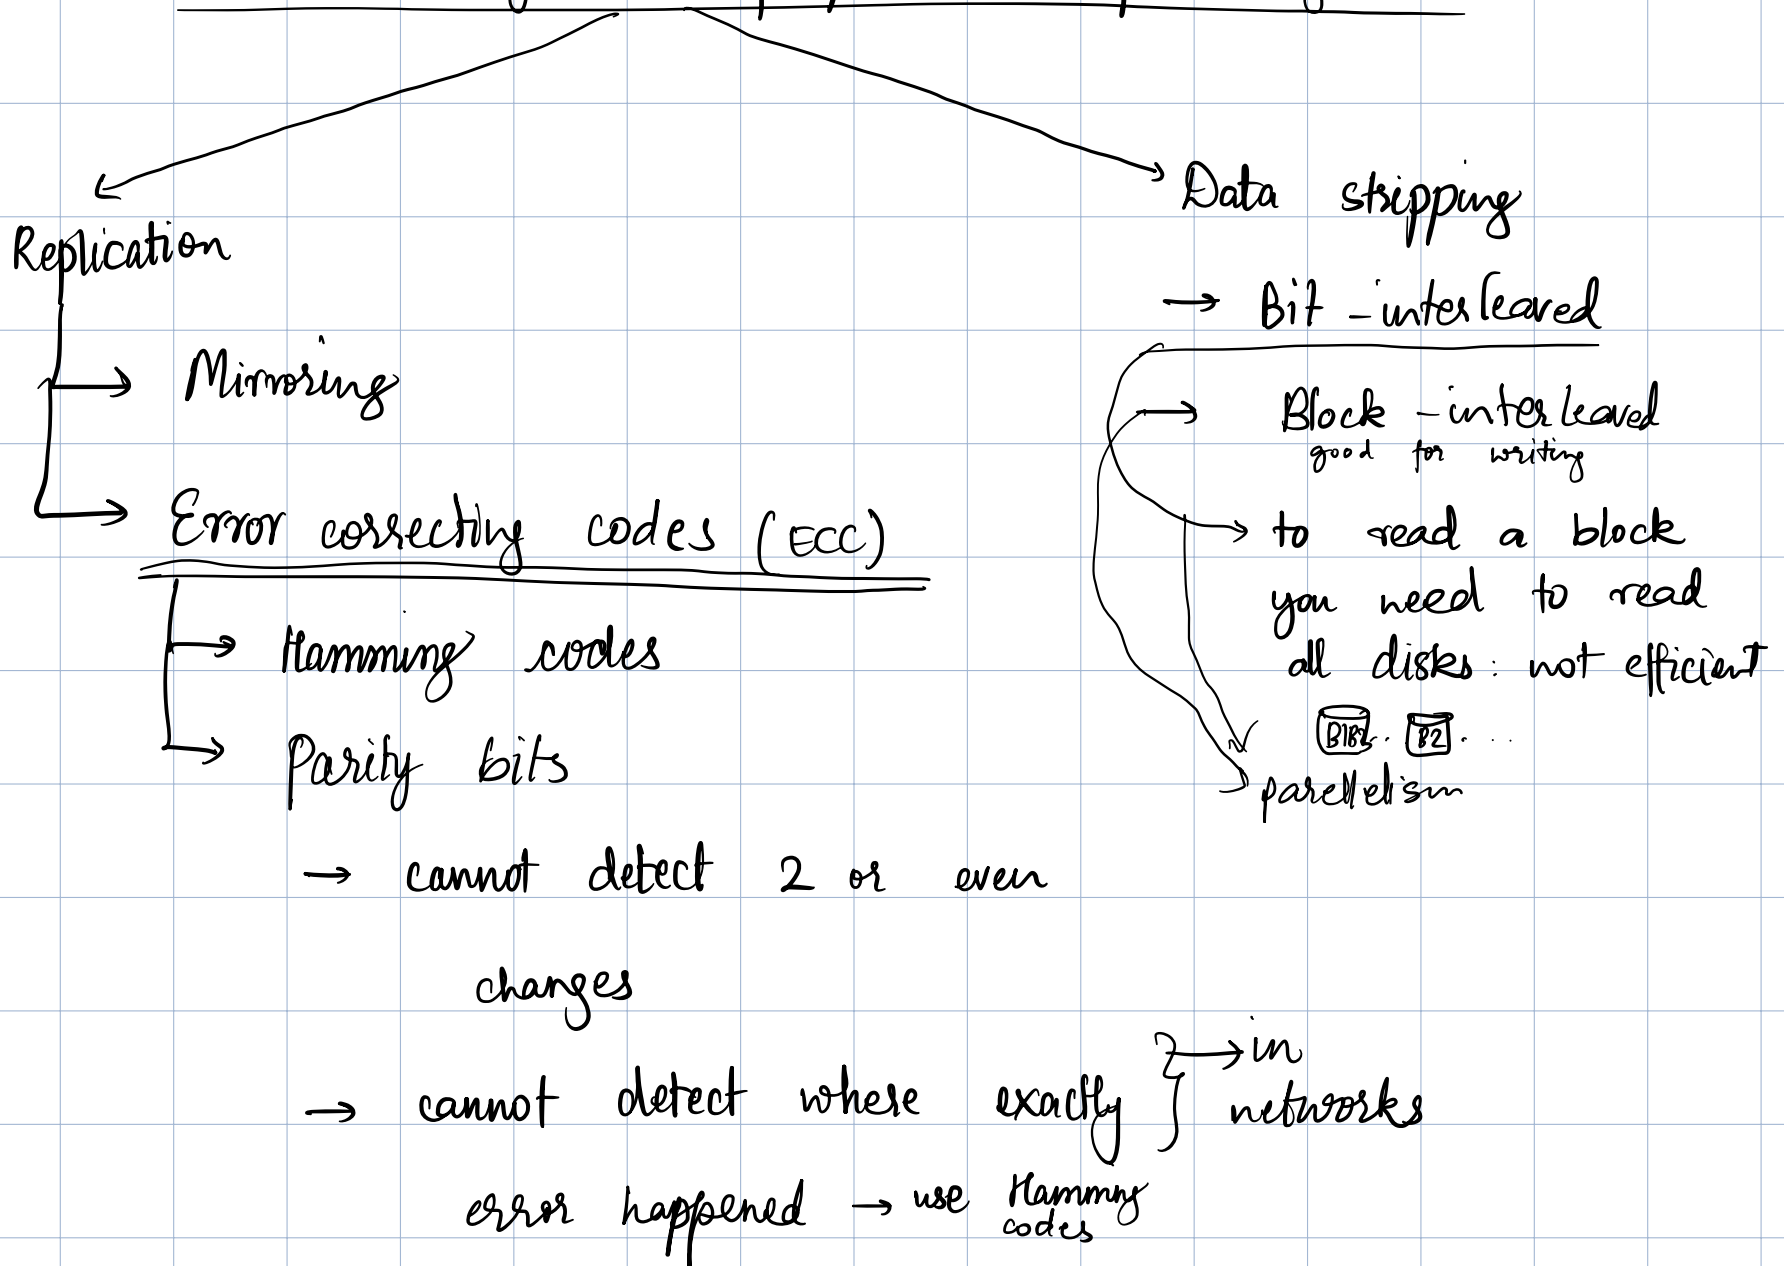 Replication
Mirroring
Error correcting codes (ECC)
Hamming codes
Parity bits
cannot detect 2 or even
changes
cannot detect where exactly
error happened → use Hamming
codes
in
networks
Data stripping
Bit - interleaved
Block - interleaved
good for writing
to read a block
you need to read
all disks : not efficient
B2 . ...
parellelism